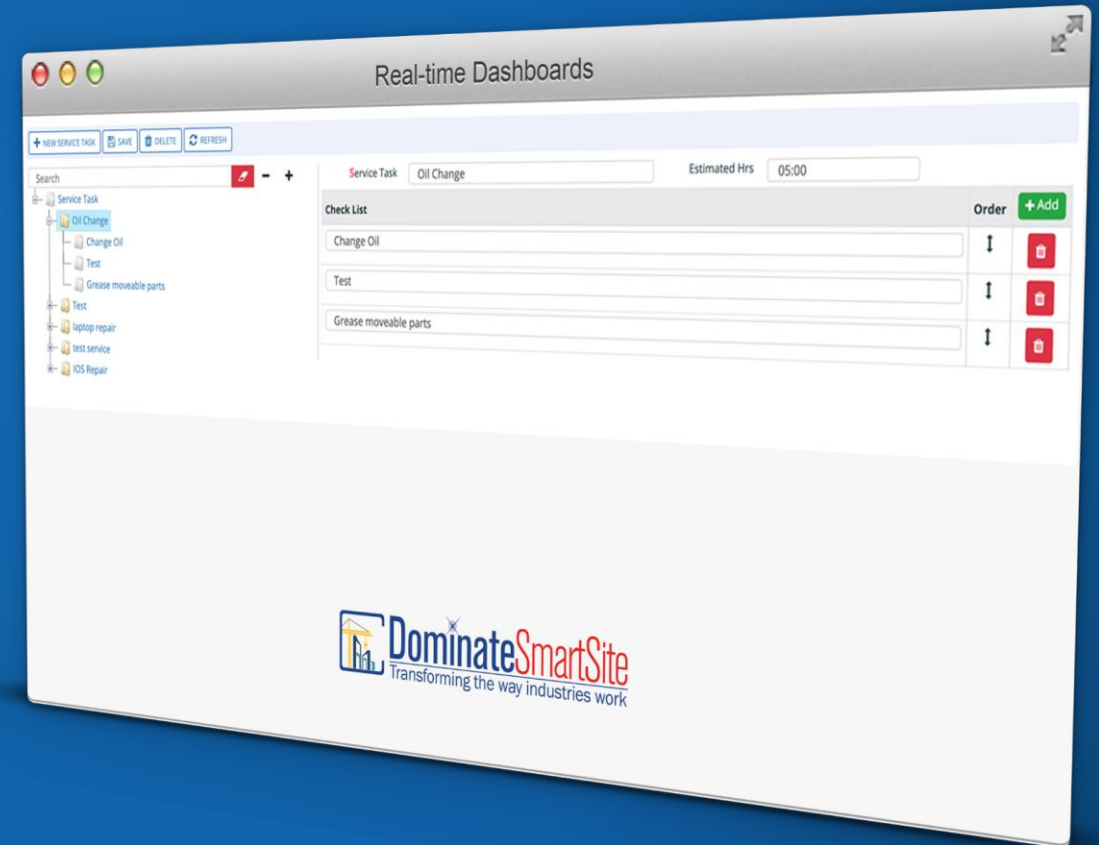 Real-time Dashboards
NEW SERVICE TASK SAVE DELETE REFRESH
Search
Service Task
Oil Change
Change Oil
Test
Grease moveable parts
Test
laptop repair
test service
IOS Repair
Service Task Oil Change Estimated Hrs 05:00
Check List Order + Add
Change Oil
Test
Grease moveable parts
DominateSmartSite
Transforming the way industries work